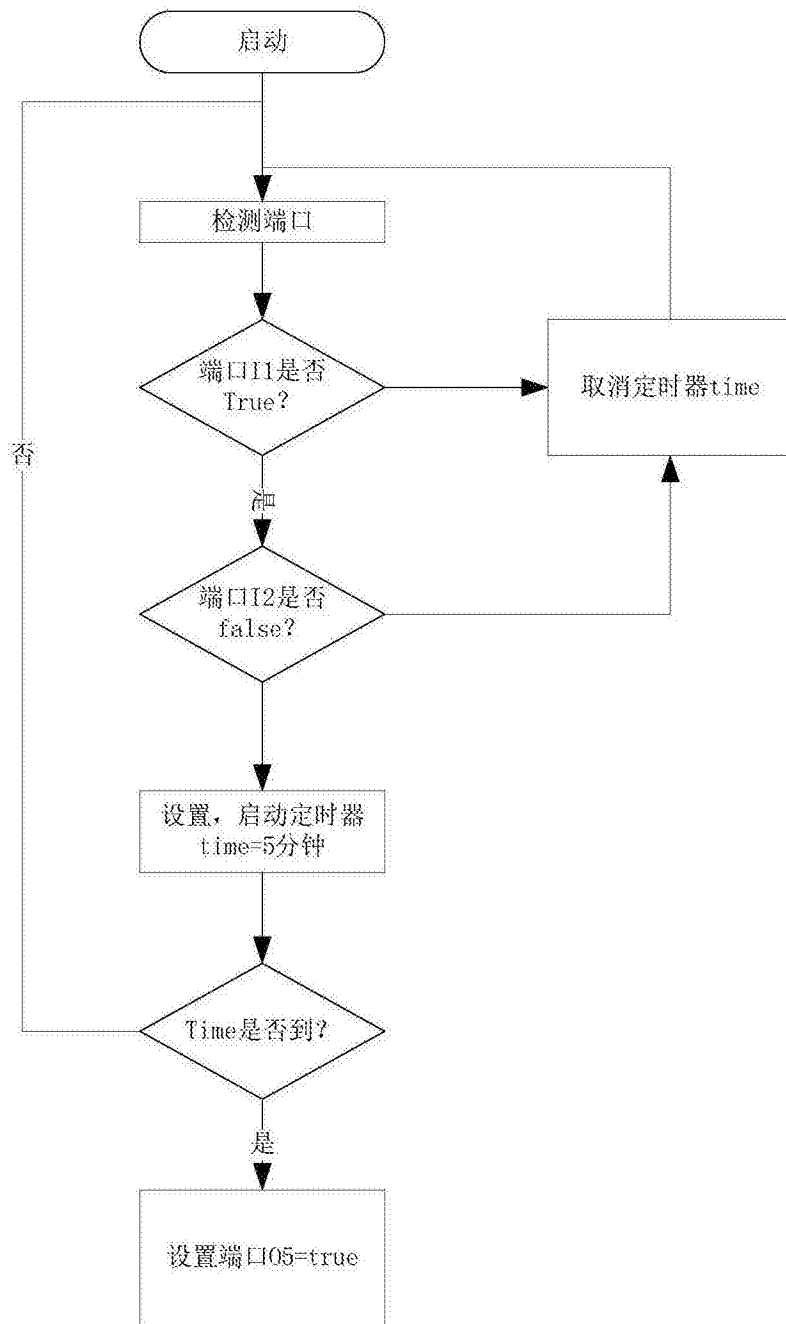 启动
检测端口
端口I1是否
True?
取消定时器time
否
是
端口I2是否
false?
设置，启动定时器
time=5分钟
Time是否到?
是
设置端口O5=true